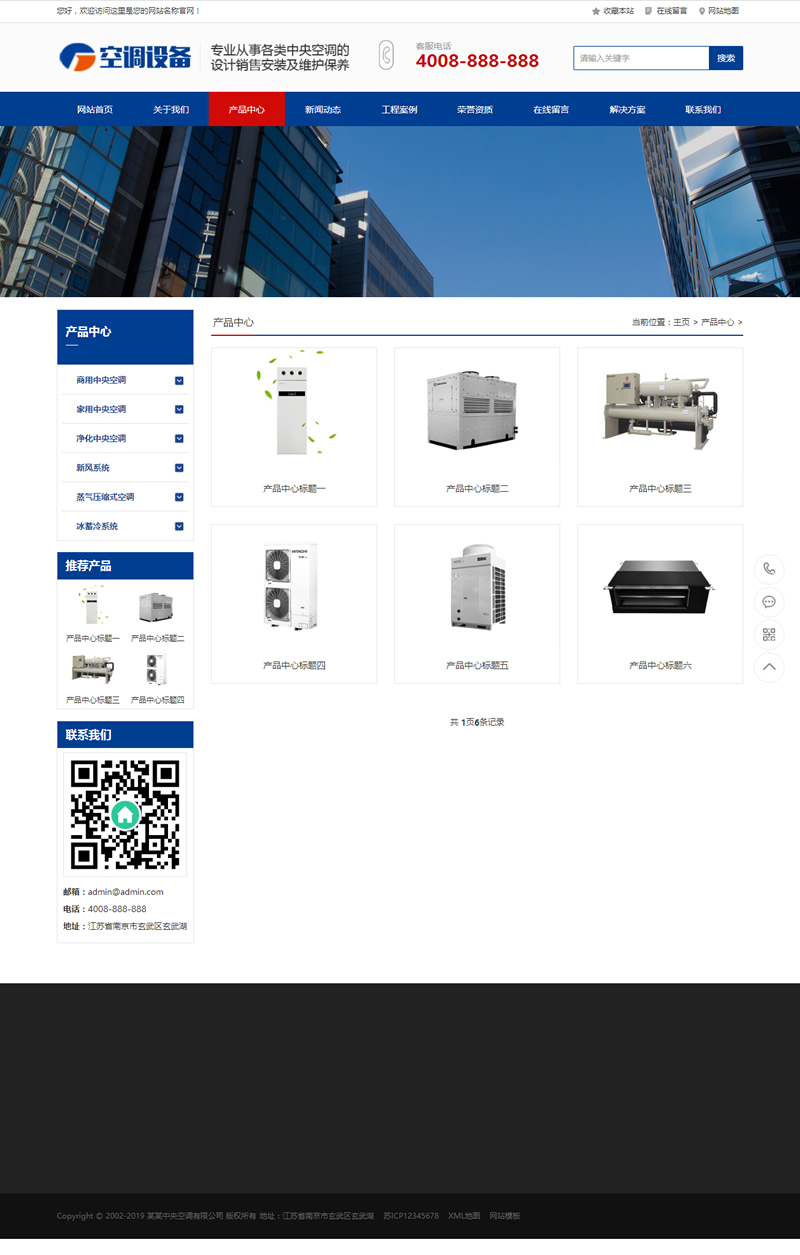 您好，欢迎访问这里是您的网站名称官网！
收藏本站
在线留言
网站地图
空调设备
专业从事各类中央空调的
设计销售安装及维护保养
客服电话
4008-888-888
请输入关键字
搜索
网站首页
关于我们
产品中心
新闻动态
工程案例
荣誉资质
在线留言
解决方案
联系我们
产品中心
商用中央空调
家用中央空调
净化中央空调
新风系统
蒸气压缩式空调
冰蓄冷系统
推荐产品
产品中心标题一
产品中心标题二
产品中心标题三
产品中心标题四
联系我们
邮箱：admin@admin.com
电话：4008-888-888
地址：江苏省南京市玄武区玄武湖
产品中心
当前位置：主页 > 产品中心 >
产品中心标题一
产品中心标题二
产品中心标题三
HITACHI
产品中心标题四
产品中心标题五
产品中心标题六
共 1页6条记录
Copyright © 2002-2019 某某中央空调有限公司 版权所有 地址：江苏省南京市玄武区玄武湖 苏ICP12345678 XML地图 网站模板